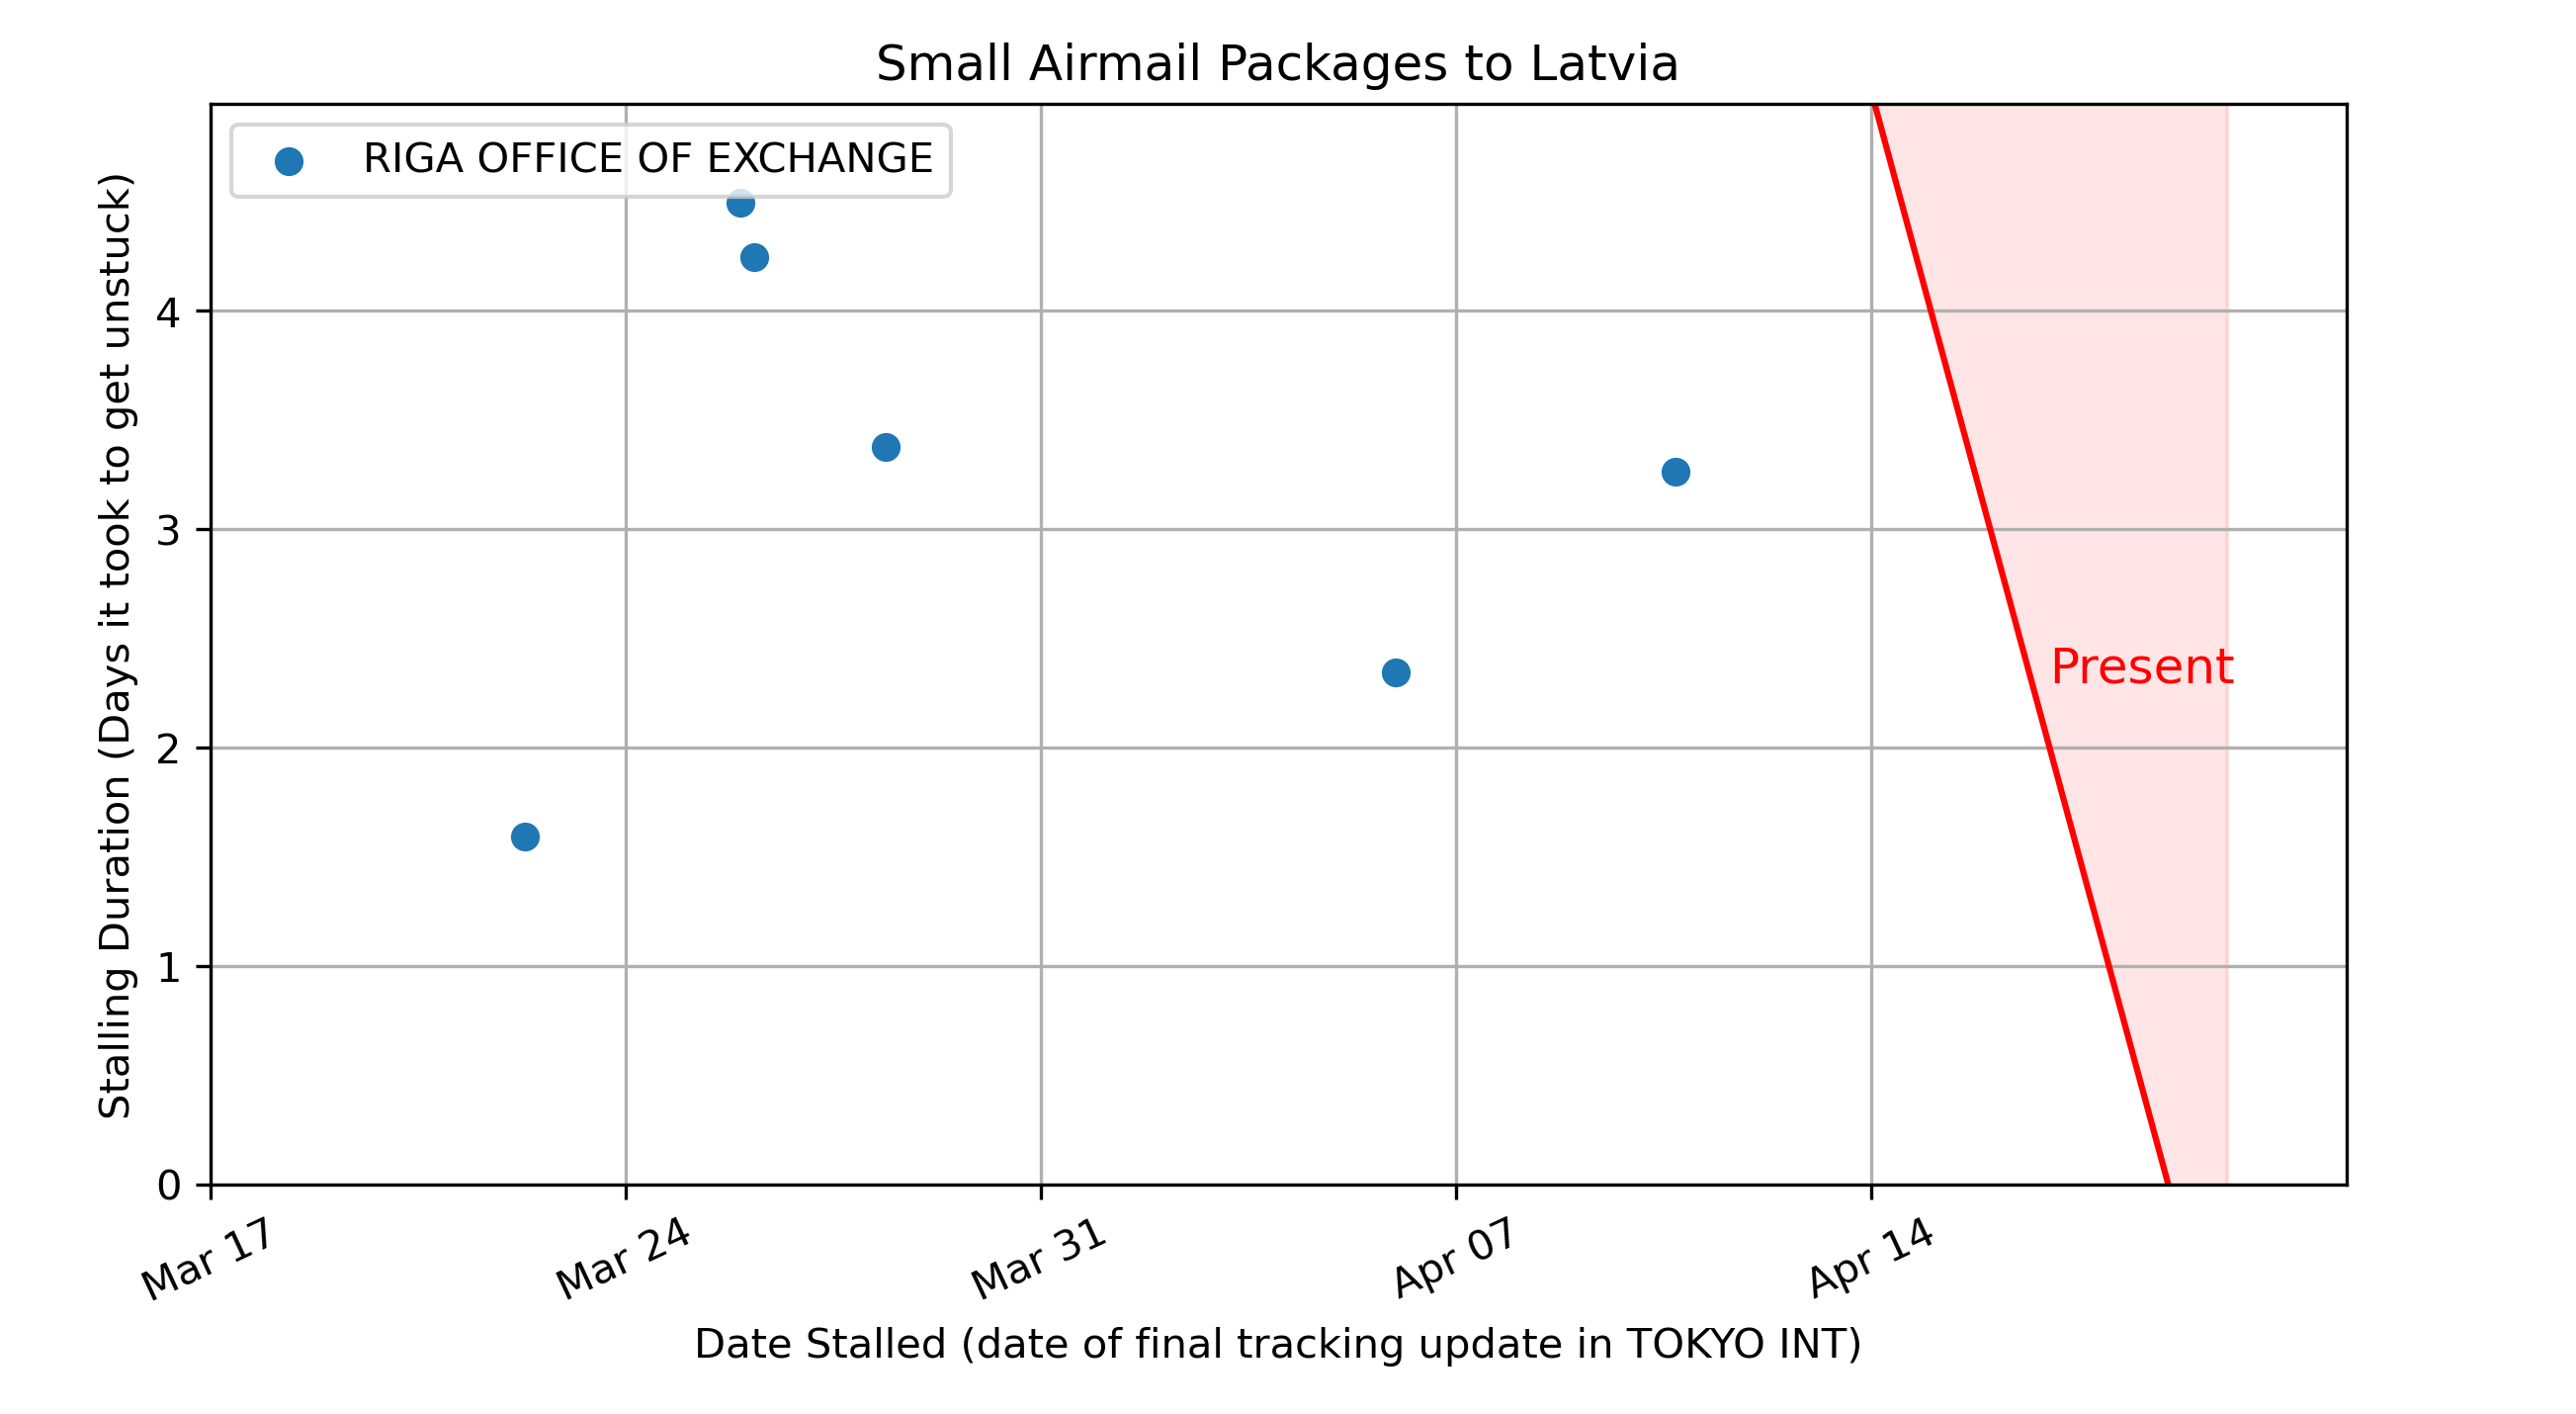 Small Airmail Packages to Latvia
RIGA OFFICE OF EXCHANGE
Stalling Duration (Days it took to get unstuck)
4
3
2
1
0
Present
Mar 17
Mar 24
Mar 31
Apr 07
Apr 14
Date Stalled (date of final tracking update in TOKYO INT)